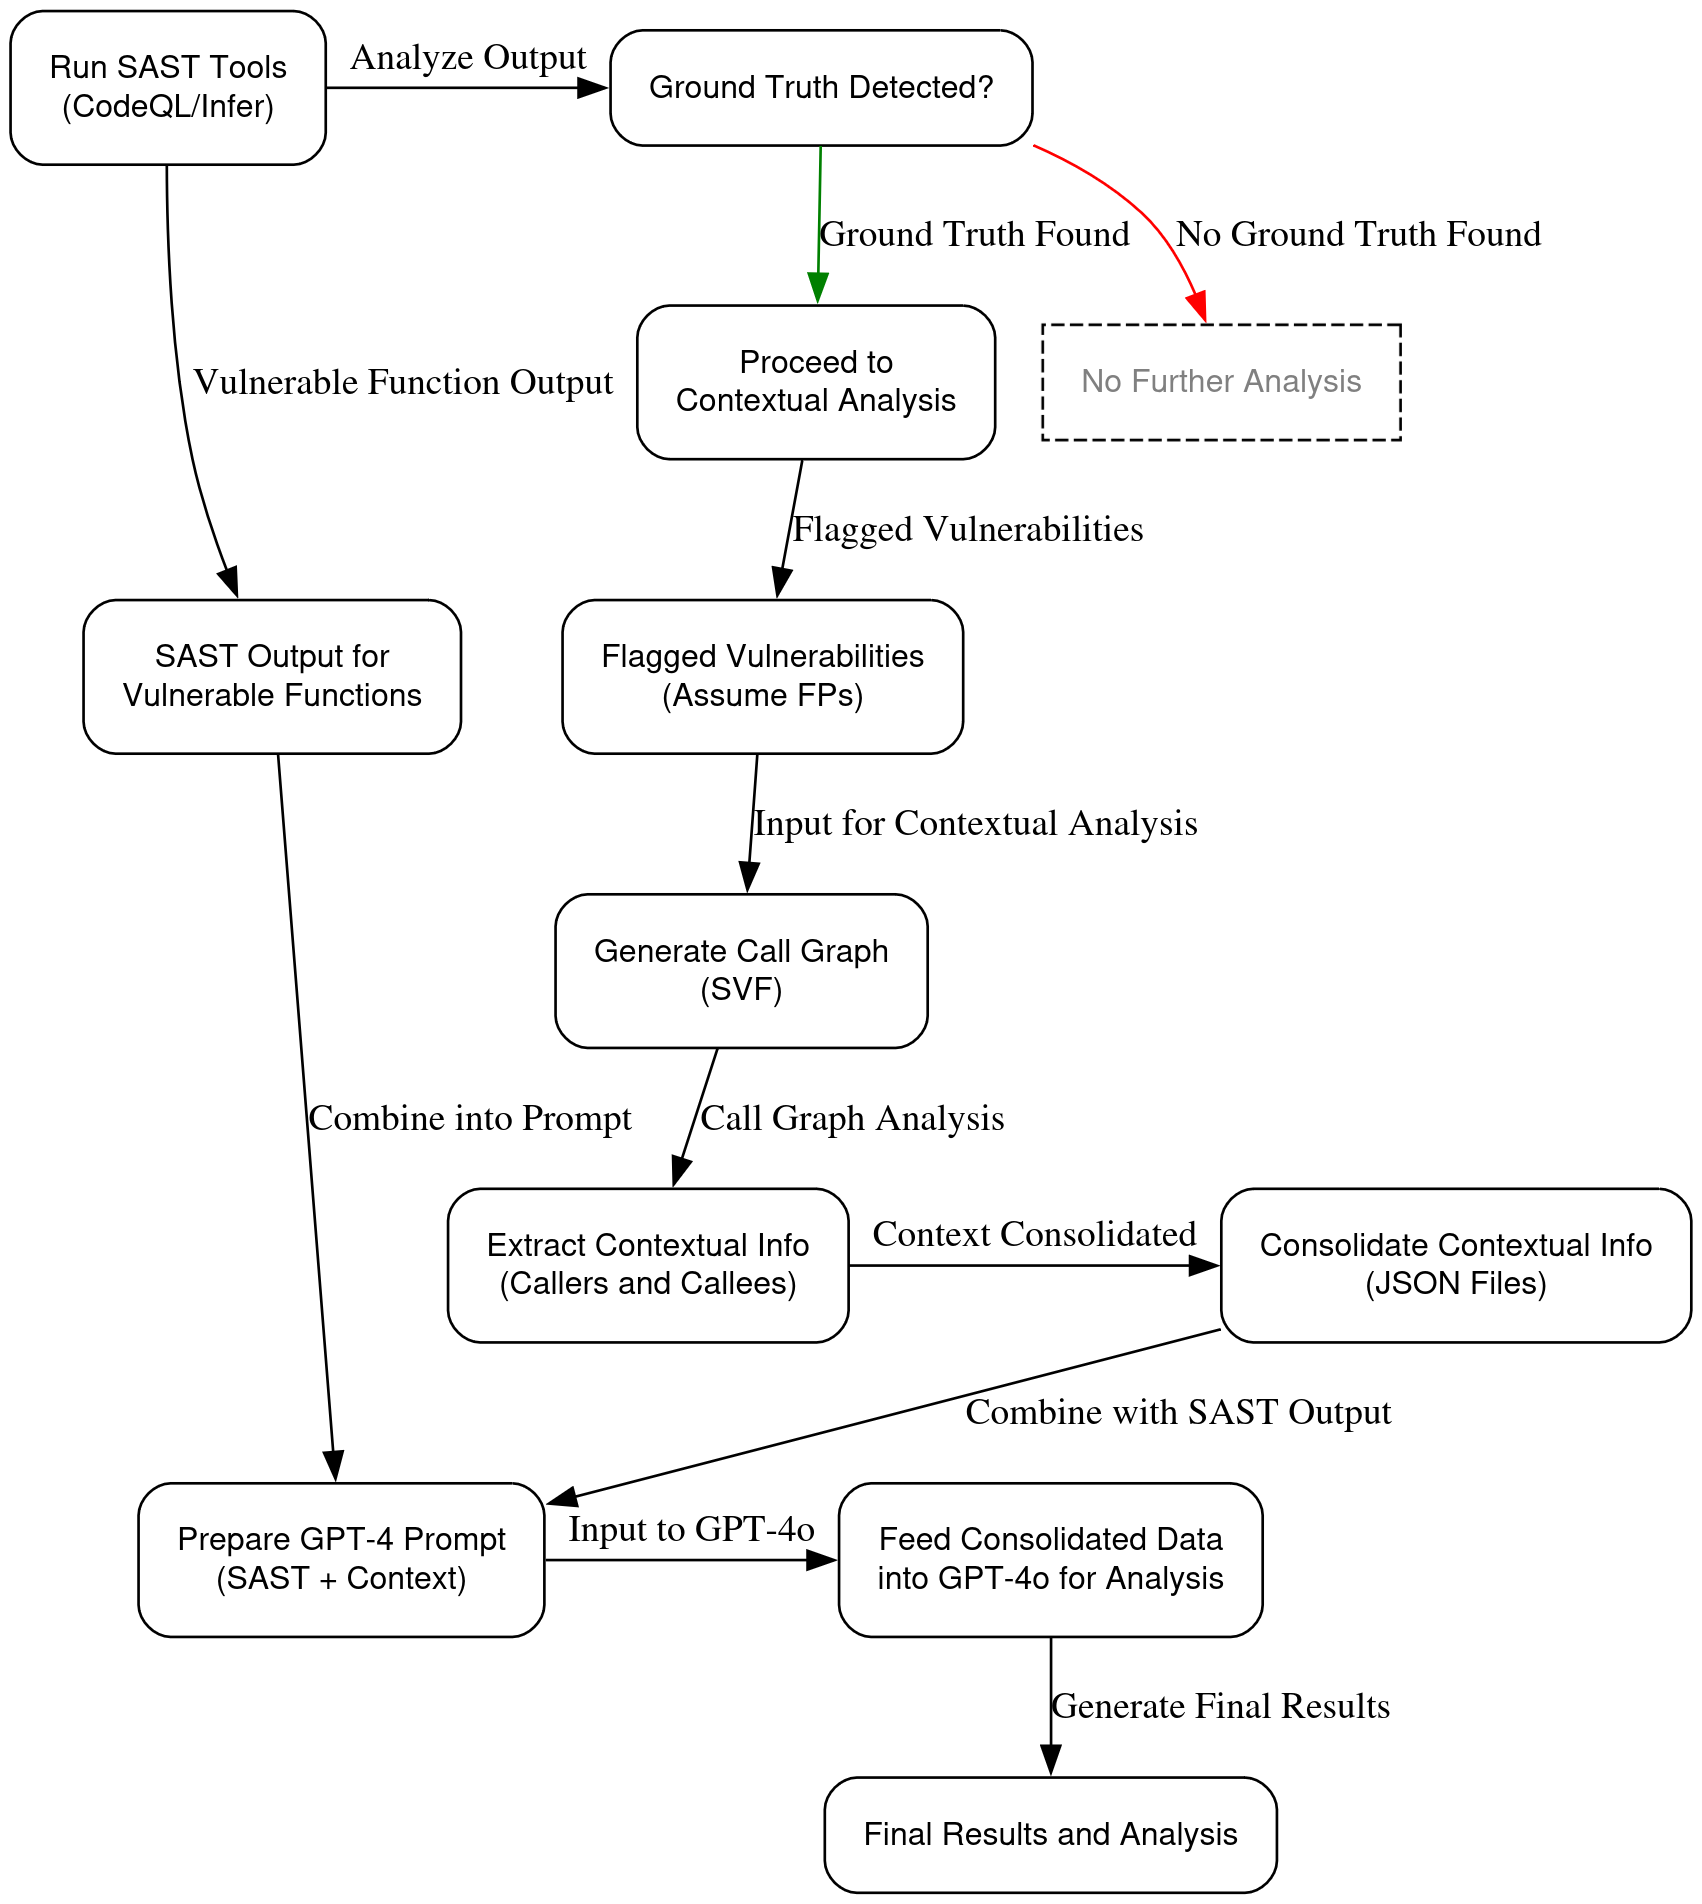 Run SAST Tools
(CodeQL/Infer)
Analyze Output
Ground Truth Detected?
Ground Truth Found
No Ground Truth Found
Proceed to
Contextual Analysis
No Further Analysis
Vulnerable Function Output
Flagged Vulnerabilities
SAST Output for
Vulnerable Functions
Flagged Vulnerabilities
(Assume FPs)
Input for Contextual Analysis
Generate Call Graph
(SVF)
Combine into Prompt
Call Graph Analysis
Extract Contextual Info
(Callers and Callees)
Context Consolidated
Consolidate Contextual Info
(JSON Files)
Combine with SAST Output
Prepare GPT-4 Prompt
(SAST + Context)
Input to GPT-4o
Feed Consolidated Data
into GPT-4o for Analysis
Generate Final Results
Final Results and Analysis